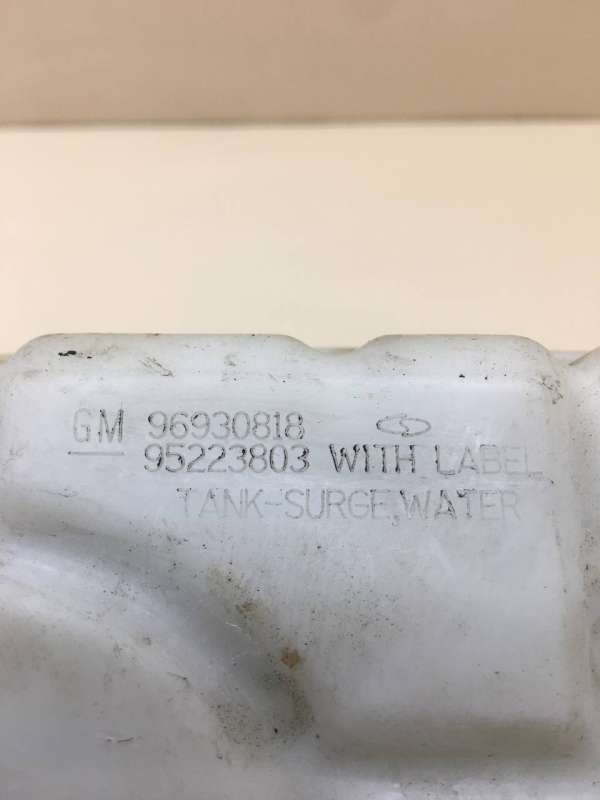 GM 96930818
95223803 WITH LABEL
TANK-SURGE,WATER